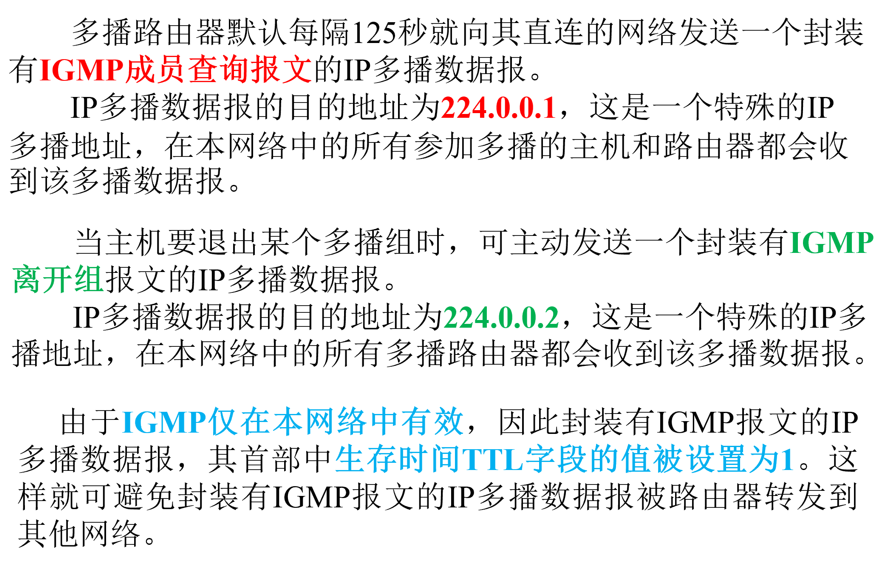 多播路由器默认每隔125秒就向其直连的网络发送一个封装
有IGMP成员查询报文的IP多播数据报。
IP多播数据报的目的地址为224.0.0.1，这是一个特殊的IP
多播地址，在本网络中的所有参加多播的主机和路由器都会收
到该多播数据报。
当主机要退出某个多播组时，可主动发送一个封装有IGMP
离开组报文的IP多播数据报。
IP多播数据报的目的地址为224.0.0.2，这是一个特殊的IP多
播地址，在本网络中的所有多播路由器都会收到该多播数据报。
由于IGMP仅在本网络中有效，因此封装有IGMP报文的IP
多播数据报，其首部中生存时间TTL字段的值被设置为1。这
样就可避免封装有IGMP报文的IP多播数据报被路由器转发到
其他网络。